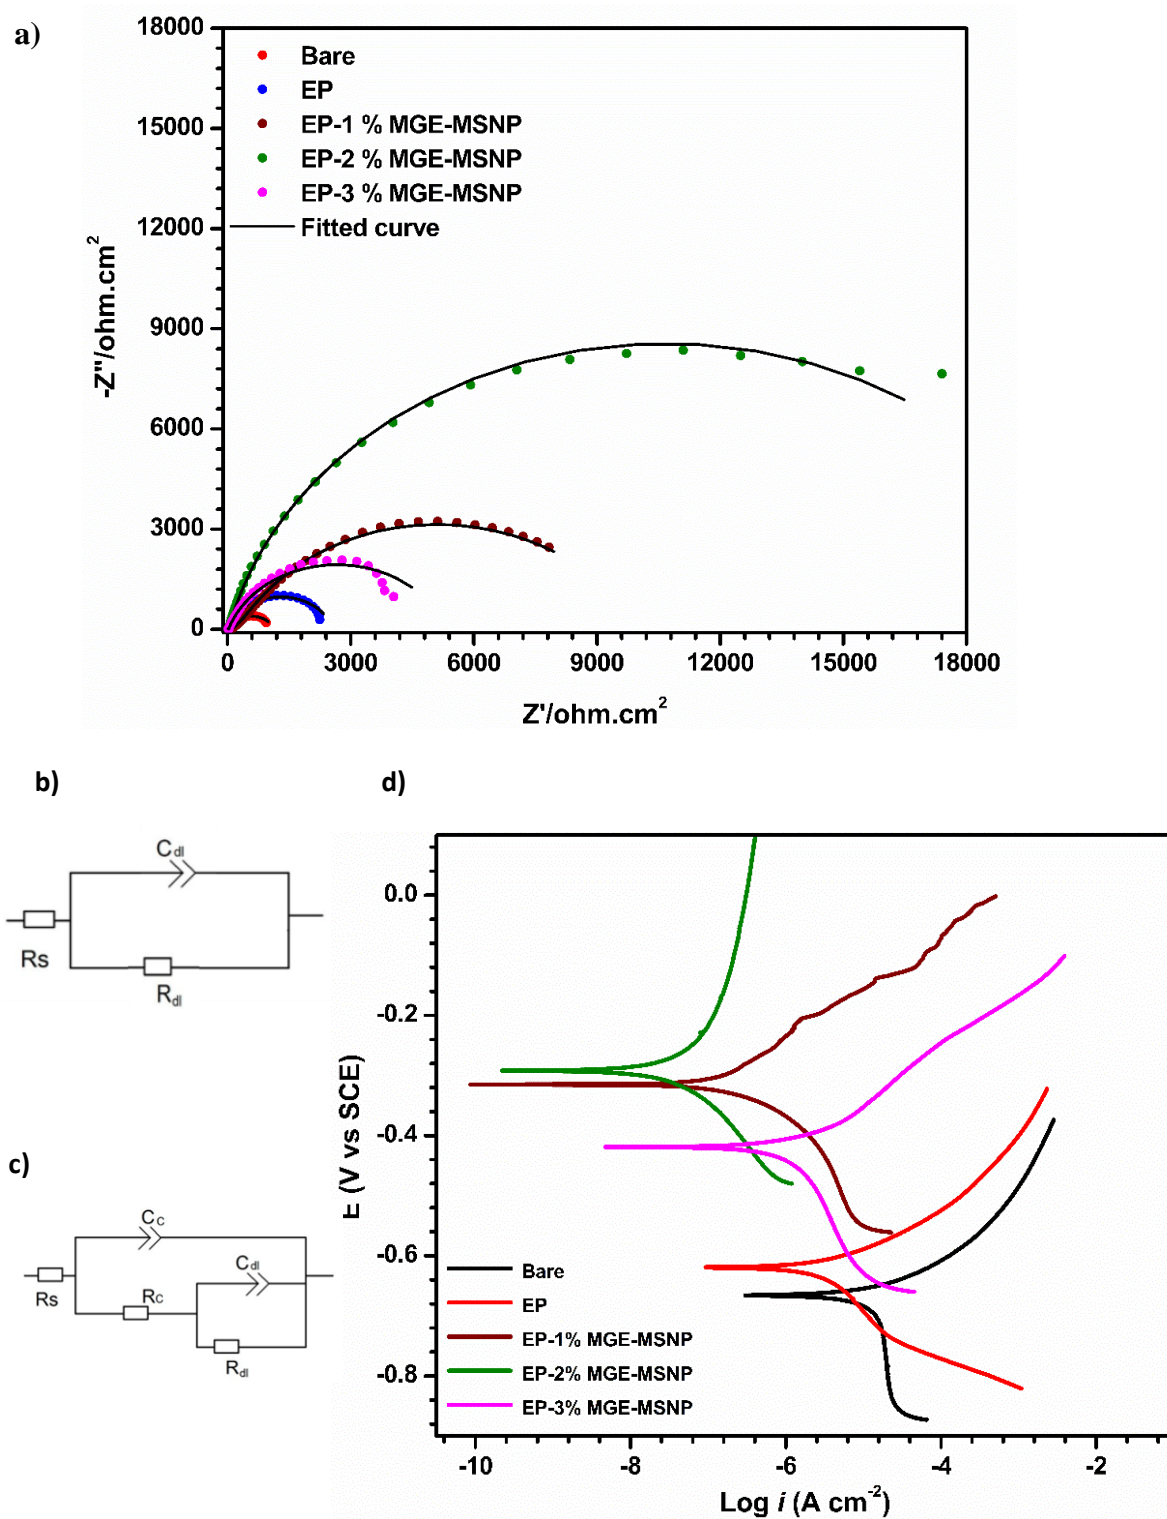 a)
18000
15000
12000
9000
6000
3000
0
-Z"/ohm.cm2
Bare
EP
EP-1 % MGE-MSNP
EP-2 % MGE-MSNP
EP-3 % MGE-MSNP
Fitted curve
0 3000 6000 9000 12000 15000 18000
Z'/ohm.cm2
b)
Cdl
Rs
Rdl
c)
Cc
Cdl
Rs
Rc
Rdl
d)
0.0
-0.2
-0.4
-0.6
-0.8
E (V vs SCE)
Bare
EP
EP-1% MGE-MSNP
EP-2% MGE-MSNP
EP-3% MGE-MSNP
-10 -8 -6 -4 -2
Log i (A cm-2)